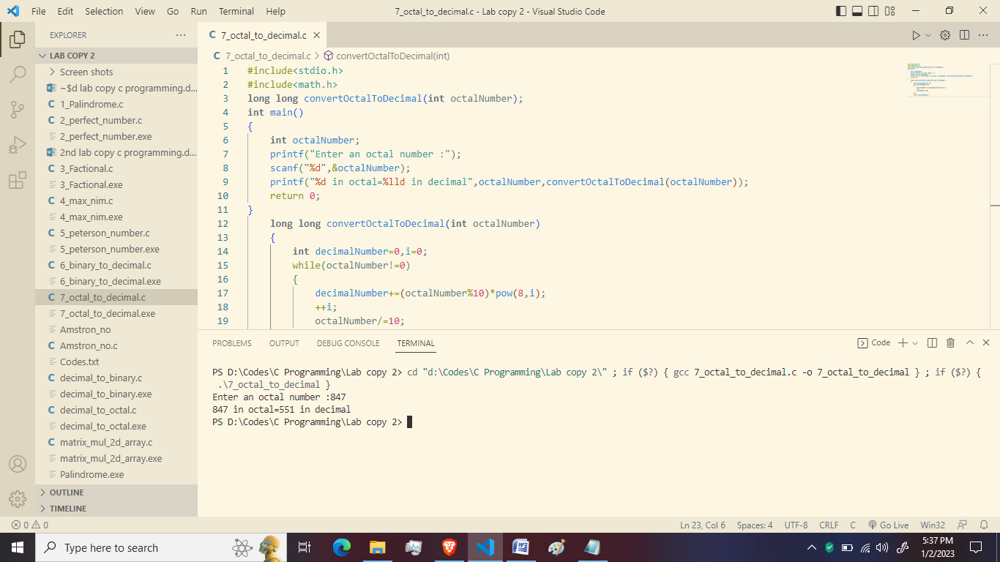 File Edit Selection View Go Run Terminal Help
7_octal_to_decimal.c - Lab copy 2 - Visual Studio Code
EXPLORER
LAB COPY 2
Screen shots
~$d lab copy c programming.d...
1_Palindrome.c
2_perfect_number.c
2_perfect_number.exe
2nd lab copy c programming.d...
3_Factional.c
3_Factional.exe
4_max_nim.c
4_max_nim.exe
5_peterson_number.c
5_peterson_number.exe
6_binary_to_decimal.c
6_binary_to_decimal.exe
7_octal_to_decimal.c
7_octal_to_decimal.exe
Amstron_no
Amstron_no.c
Codes.txt
decimal_to_binary.c
decimal_to_binary.exe
decimal_to_octal.c
decimal_to_octal.exe
matrix_mul_2d_array.c
matrix_mul_2d_array.exe
Palindrome.exe
OUTLINE
TIMELINE
C 7_octal_to_decimal.c
C 7_octal_to_decimal.c > convertOctalToDecimal(int)
1 #include<stdio.h>
2 #include<math.h>
3 long long convertOctalToDecimal(int octalNumber);
4 int main()
5 {
6 int octalNumber;
7 printf("Enter an octal number :");
8 scanf("%d",&octalNumber);
9 printf("%d in octal=%lld in decimal",octalNumber,convertOctalToDecimal(octalNumber));
10 return 0;
11 }
12 long long convertOctalToDecimal(int octalNumber)
13 {
14 int decimalNumber=0,i=0;
15 while(octalNumber!=0)
16 {
17 decimalNumber+=(octalNumber%10)*pow(8,i);
18 ++i;
19 octalNumber/=10;
PROBLEMS OUTPUT DEBUG CONSOLE TERMINAL
Code
PS D:\Codes\C Programming\Lab copy 2> cd "d:\Codes\C Programming\Lab copy 2\" ; if ($?) { gcc 7_octal_to_decimal.c -o 7_octal_to_decimal } ; if ($?) {
.\7_octal_to_decimal }
Enter an octal number :847
847 in octal=551 in decimal
PS D:\Codes\C Programming\Lab copy 2>
0 0
Ln 23, Col 6 Spaces: 4 UTF-8 CRLF C Go Live Win32
Type here to search
5:37 PM
1/2/2023